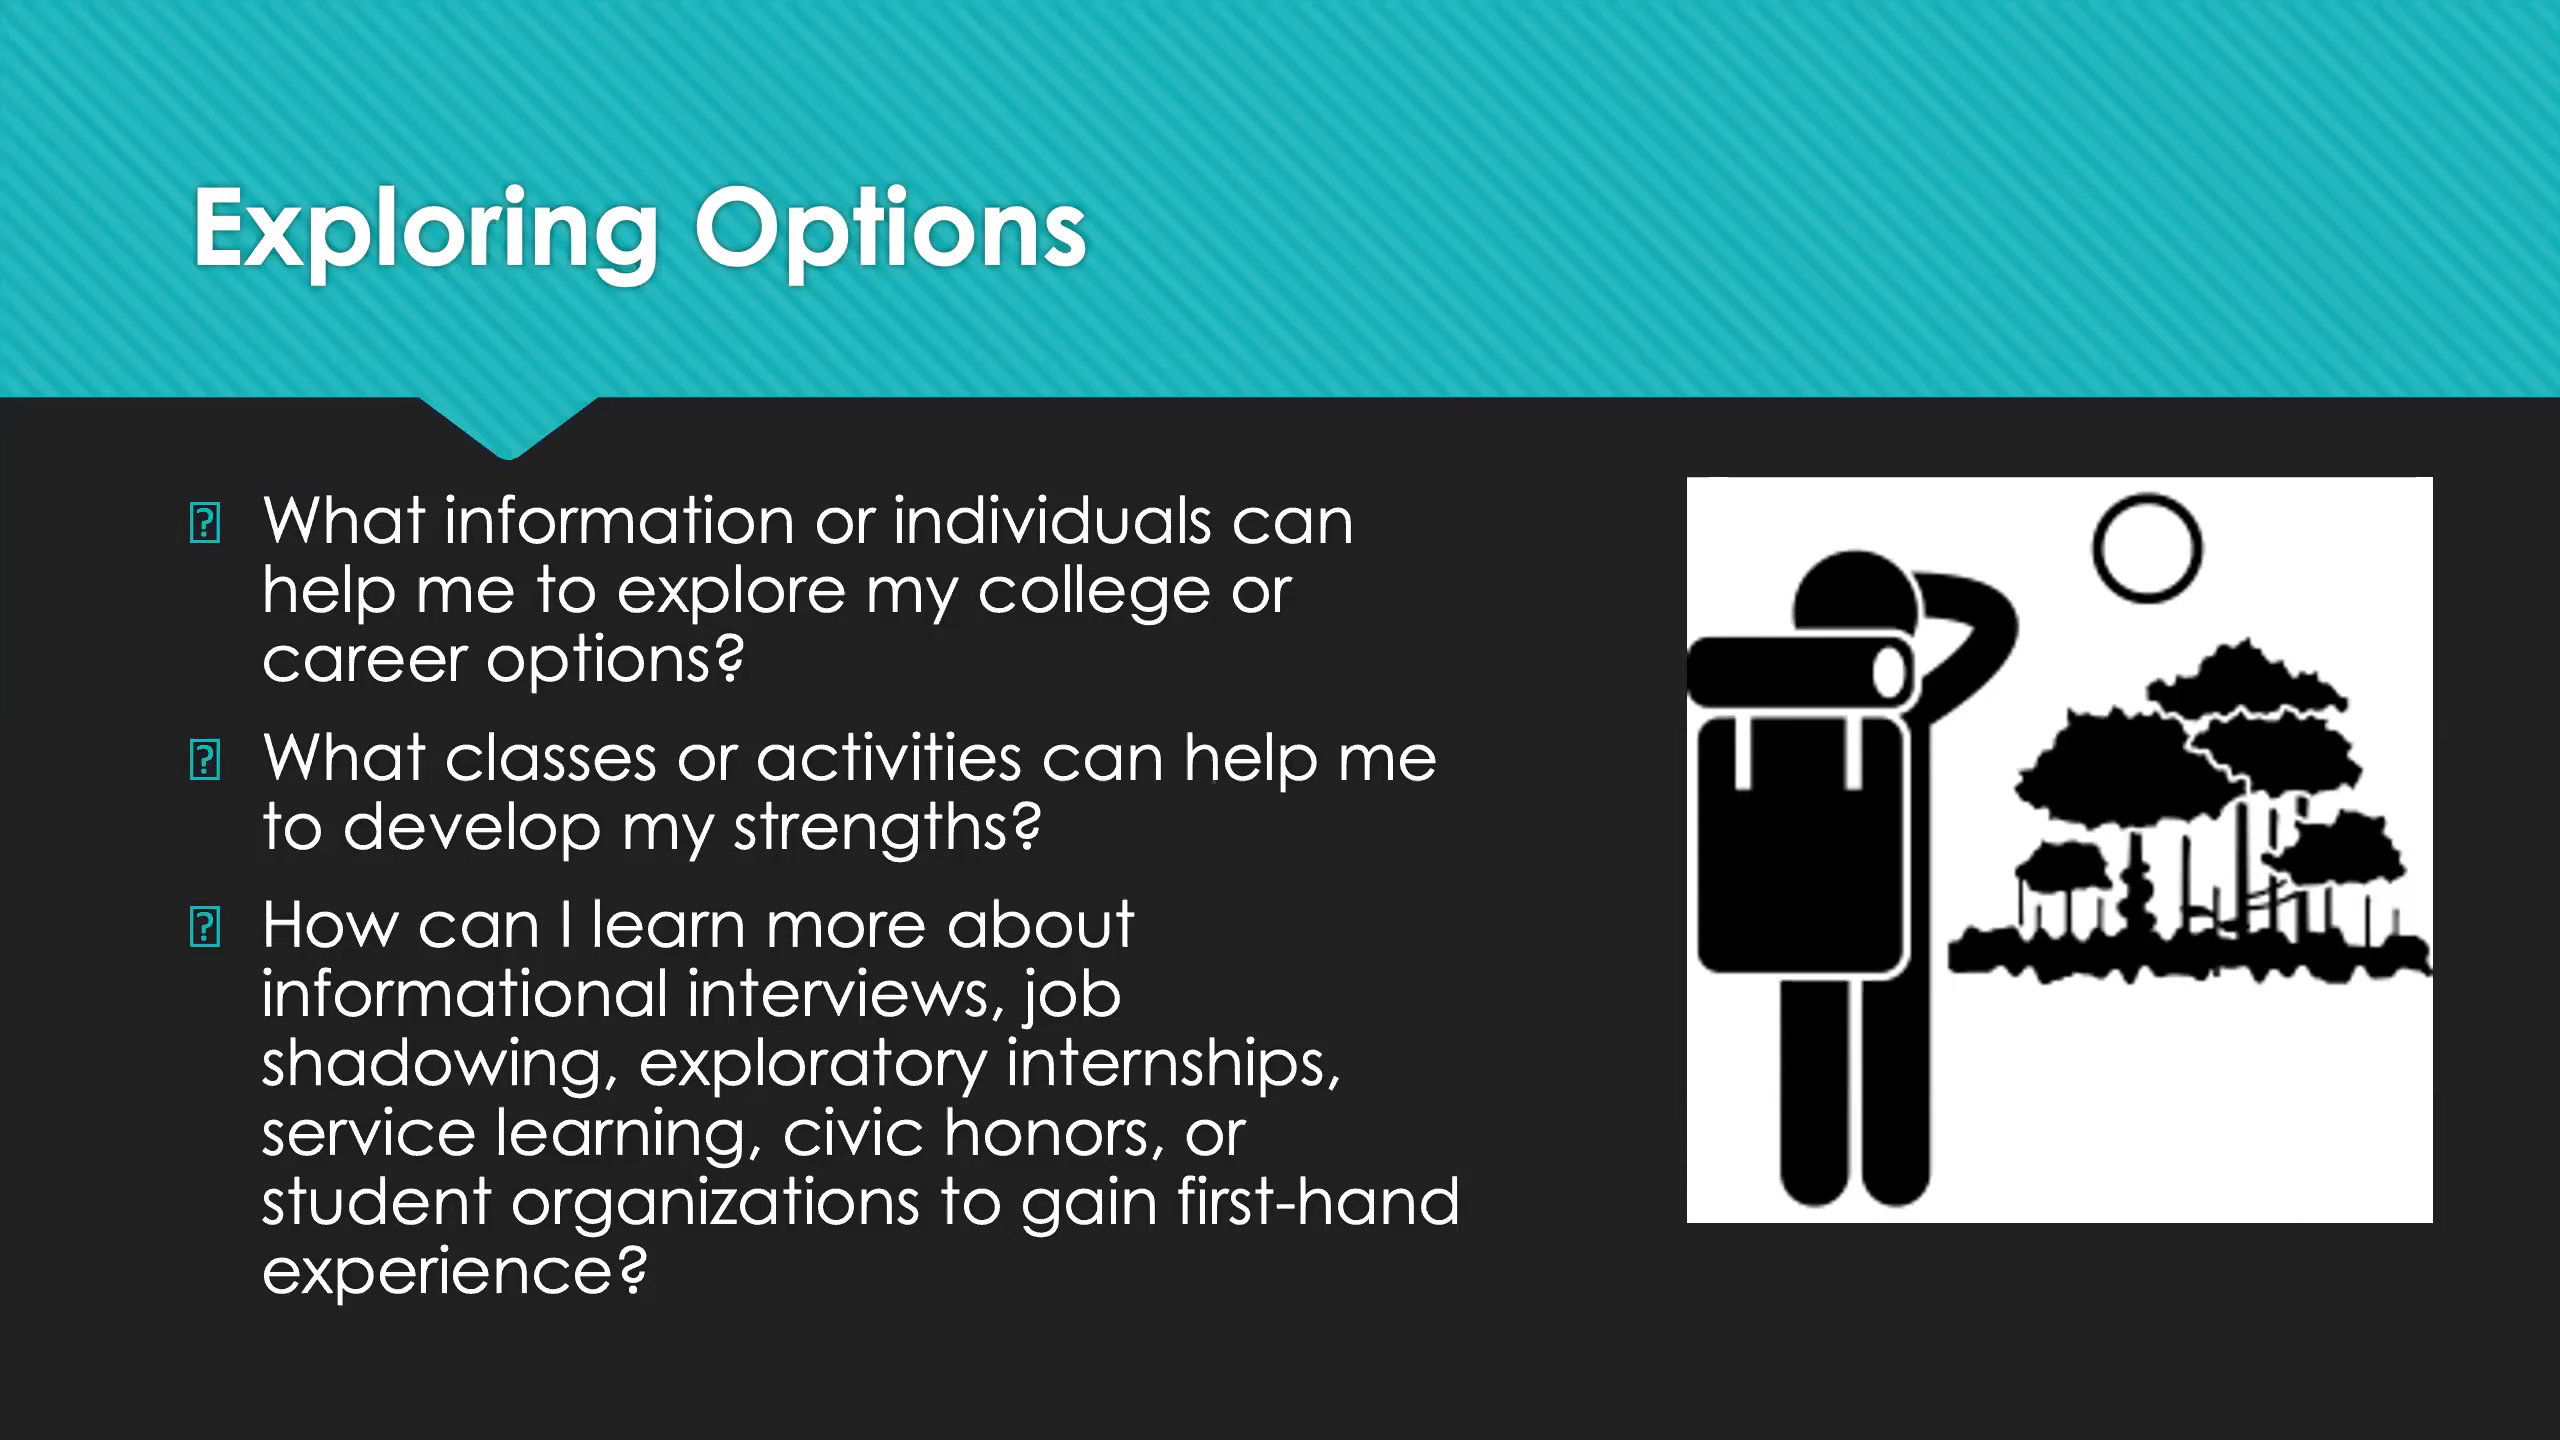 Exploring Options
What information or individuals can
help me to explore my college or
career options?
What classes or activities can help me
to develop my strengths?
How can I learn more about
informational interviews, job
shadowing, exploratory internships,
service learning, civic honors, or
student organizations to gain first-hand
experience?